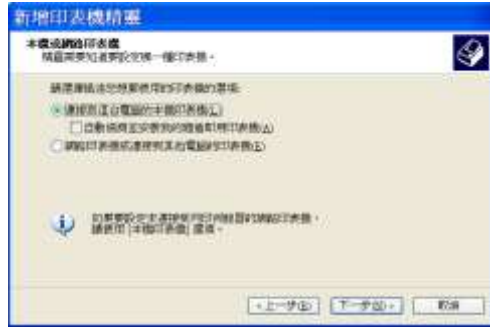 新增印表機精靈
本機或網路印表機
精靈需要知道要設定哪一種印表機。
請選擇描述您想要使用的印表機的選項:
連接到這台電腦的本機印表機(L)
自動偵測並安裝我的隨插即用印表機(A)
網路印表機或連接到其他電腦的印表機(E)
如果要設定未連接到列印伺服器的網路印表機，
請使用 [本機印表機] 選項。
<上一步(B)
下一步(N)>
取消